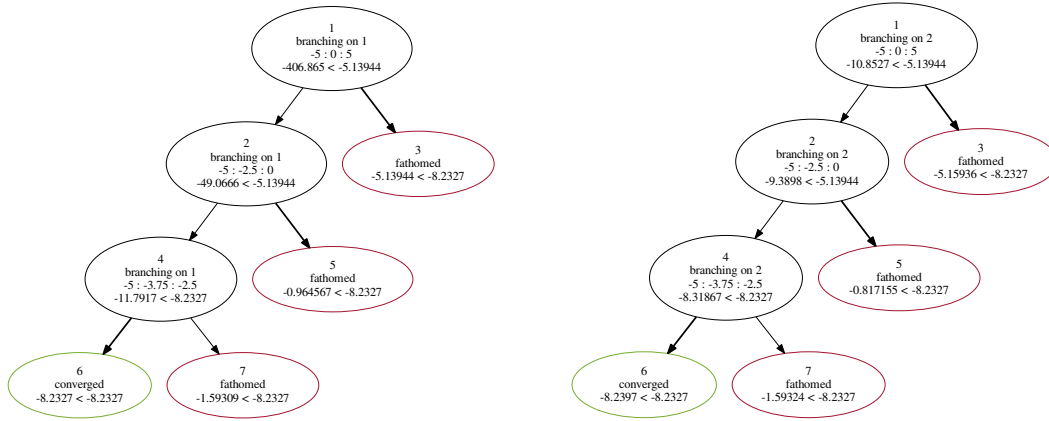 1
branching on 1
-5 : 0 : 5
-406.865 < -5.13944
2
branching on 1
-5 : -2.5 : 0
-49.0666 < -5.13944
3
fathomed
-5.13944 < -8.2327
4
branching on 1
-5 : -3.75 : -2.5
-11.7917 < -8.2327
5
fathomed
-0.964567 < -8.2327
6
converged
-8.2327 < -8.2327
7
fathomed
-1.59309 < -8.2327
1
branching on 2
-5 : 0 : 5
-10.8527 < -5.13944
2
branching on 2
-5 : -2.5 : 0
-9.3898 < -5.13944
3
fathomed
-5.15936 < -8.2327
4
branching on 2
-5 : -3.75 : -2.5
-8.31867 < -8.2327
5
fathomed
-0.817155 < -8.2327
6
converged
-8.2397 < -8.2327
7
fathomed
-1.59324 < -8.2327